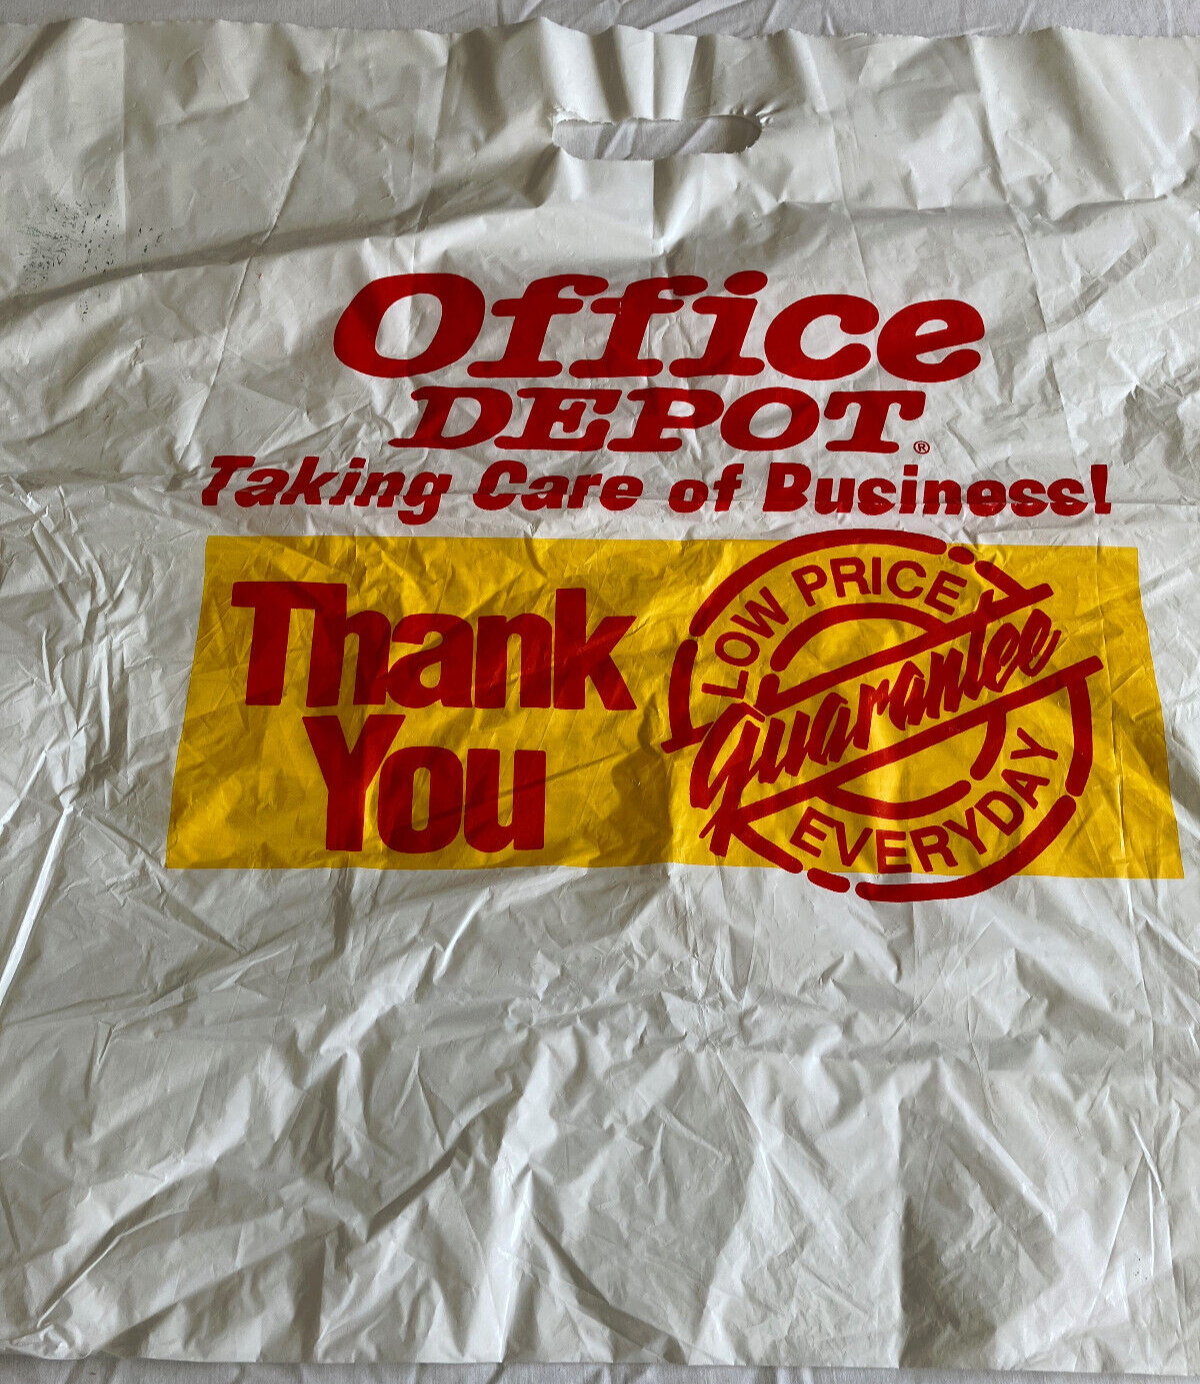 Office
DEPOT®
Taking Care of Business!
Thank
You
LOW PRICE
Guarantee
EVERYDAY